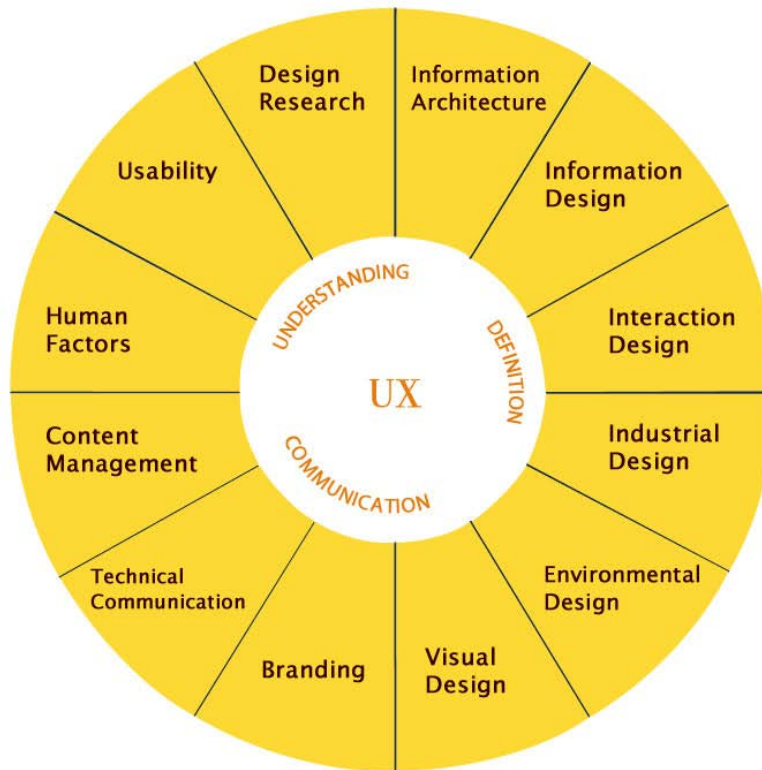 Design
Research
Information
Architecture
Information
Design
Interaction
Design
Industrial
Design
Environmental
Design
Visual
Design
Branding
Technical
Communication
Content
Management
Human
Factors
Usability
UNDERSTANDING
DEFINITION
COMMUNICATION
UX